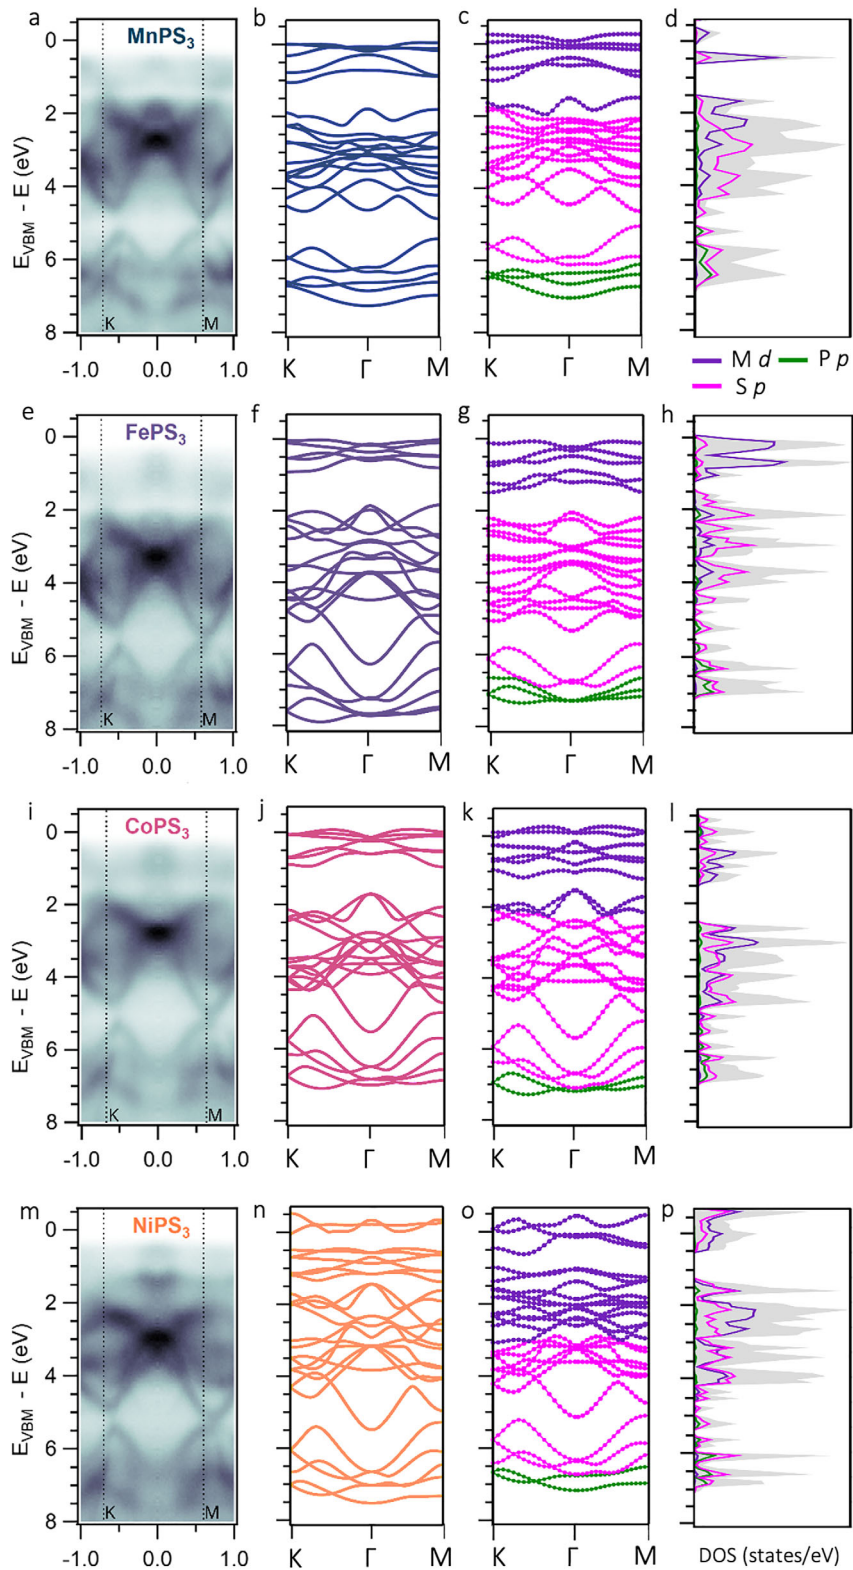 a
b
c
d
MnPS3
0
2
4
6
8
EVBM - E (eV)
K
M
-1.0
0.0
1.0
K
Γ
M
K
Γ
M
M d
P p
S p
e
f
g
h
FePS3
0
2
4
6
8
EVBM - E (eV)
K
M
-1.0
0.0
1.0
K
Γ
M
K
Γ
M
i
j
k
l
CoPS3
0
2
4
6
8
EVBM - E (eV)
K
M
-1.0
0.0
1.0
K
Γ
M
K
Γ
M
m
n
o
p
NiPS3
0
2
4
6
8
EVBM - E (eV)
K
M
-1.0
0.0
1.0
K
Γ
M
K
Γ
M
DOS (states/eV)